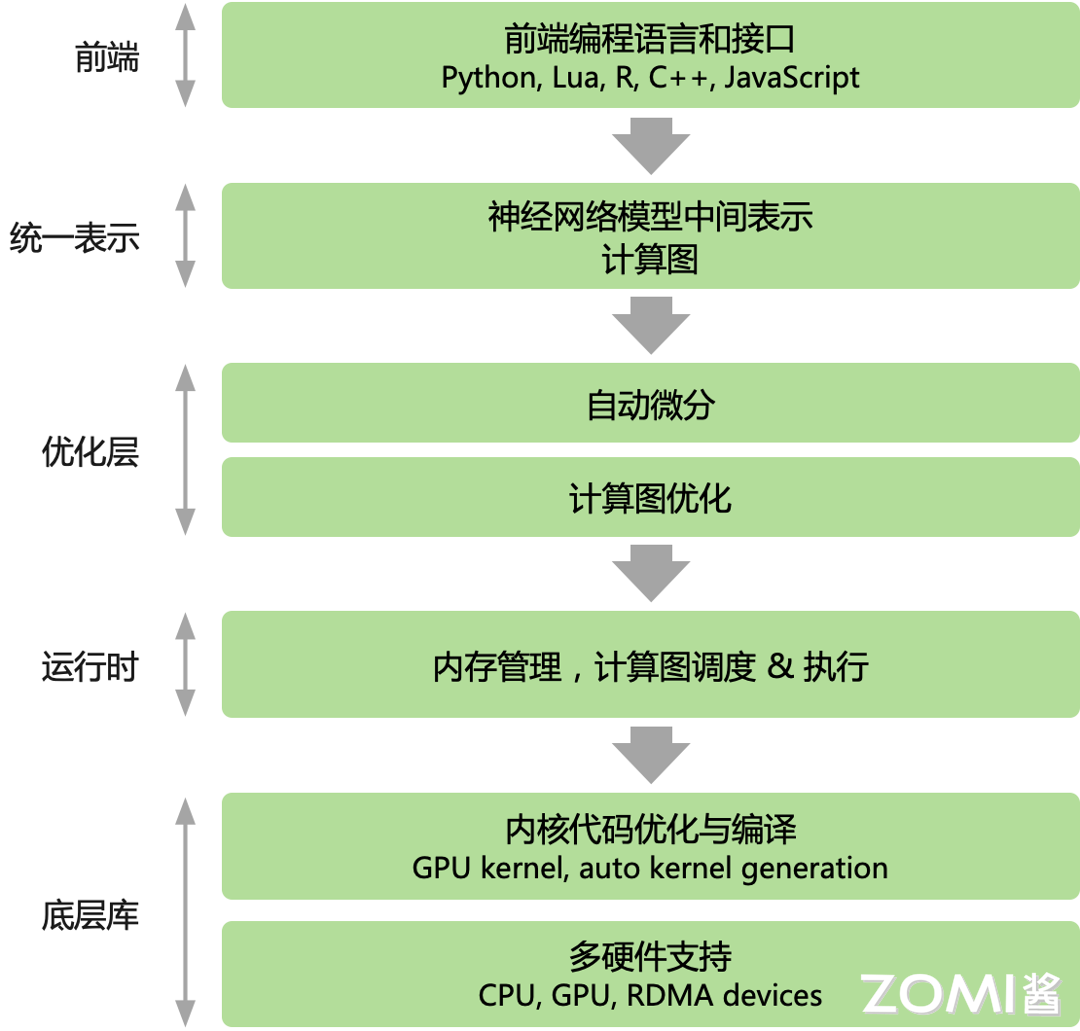 前端
前端编程语言和接口
Python, Lua, R, C++, JavaScript
统一表示
神经网络模型中间表示
计算图
优化层
自动微分
计算图优化
运行时
内存管理，计算图调度 & 执行
底层库
内核代码优化与编译
GPU kernel, auto kernel generation
多硬件支持
CPU, GPU, RDMA devices
ZOMI酱